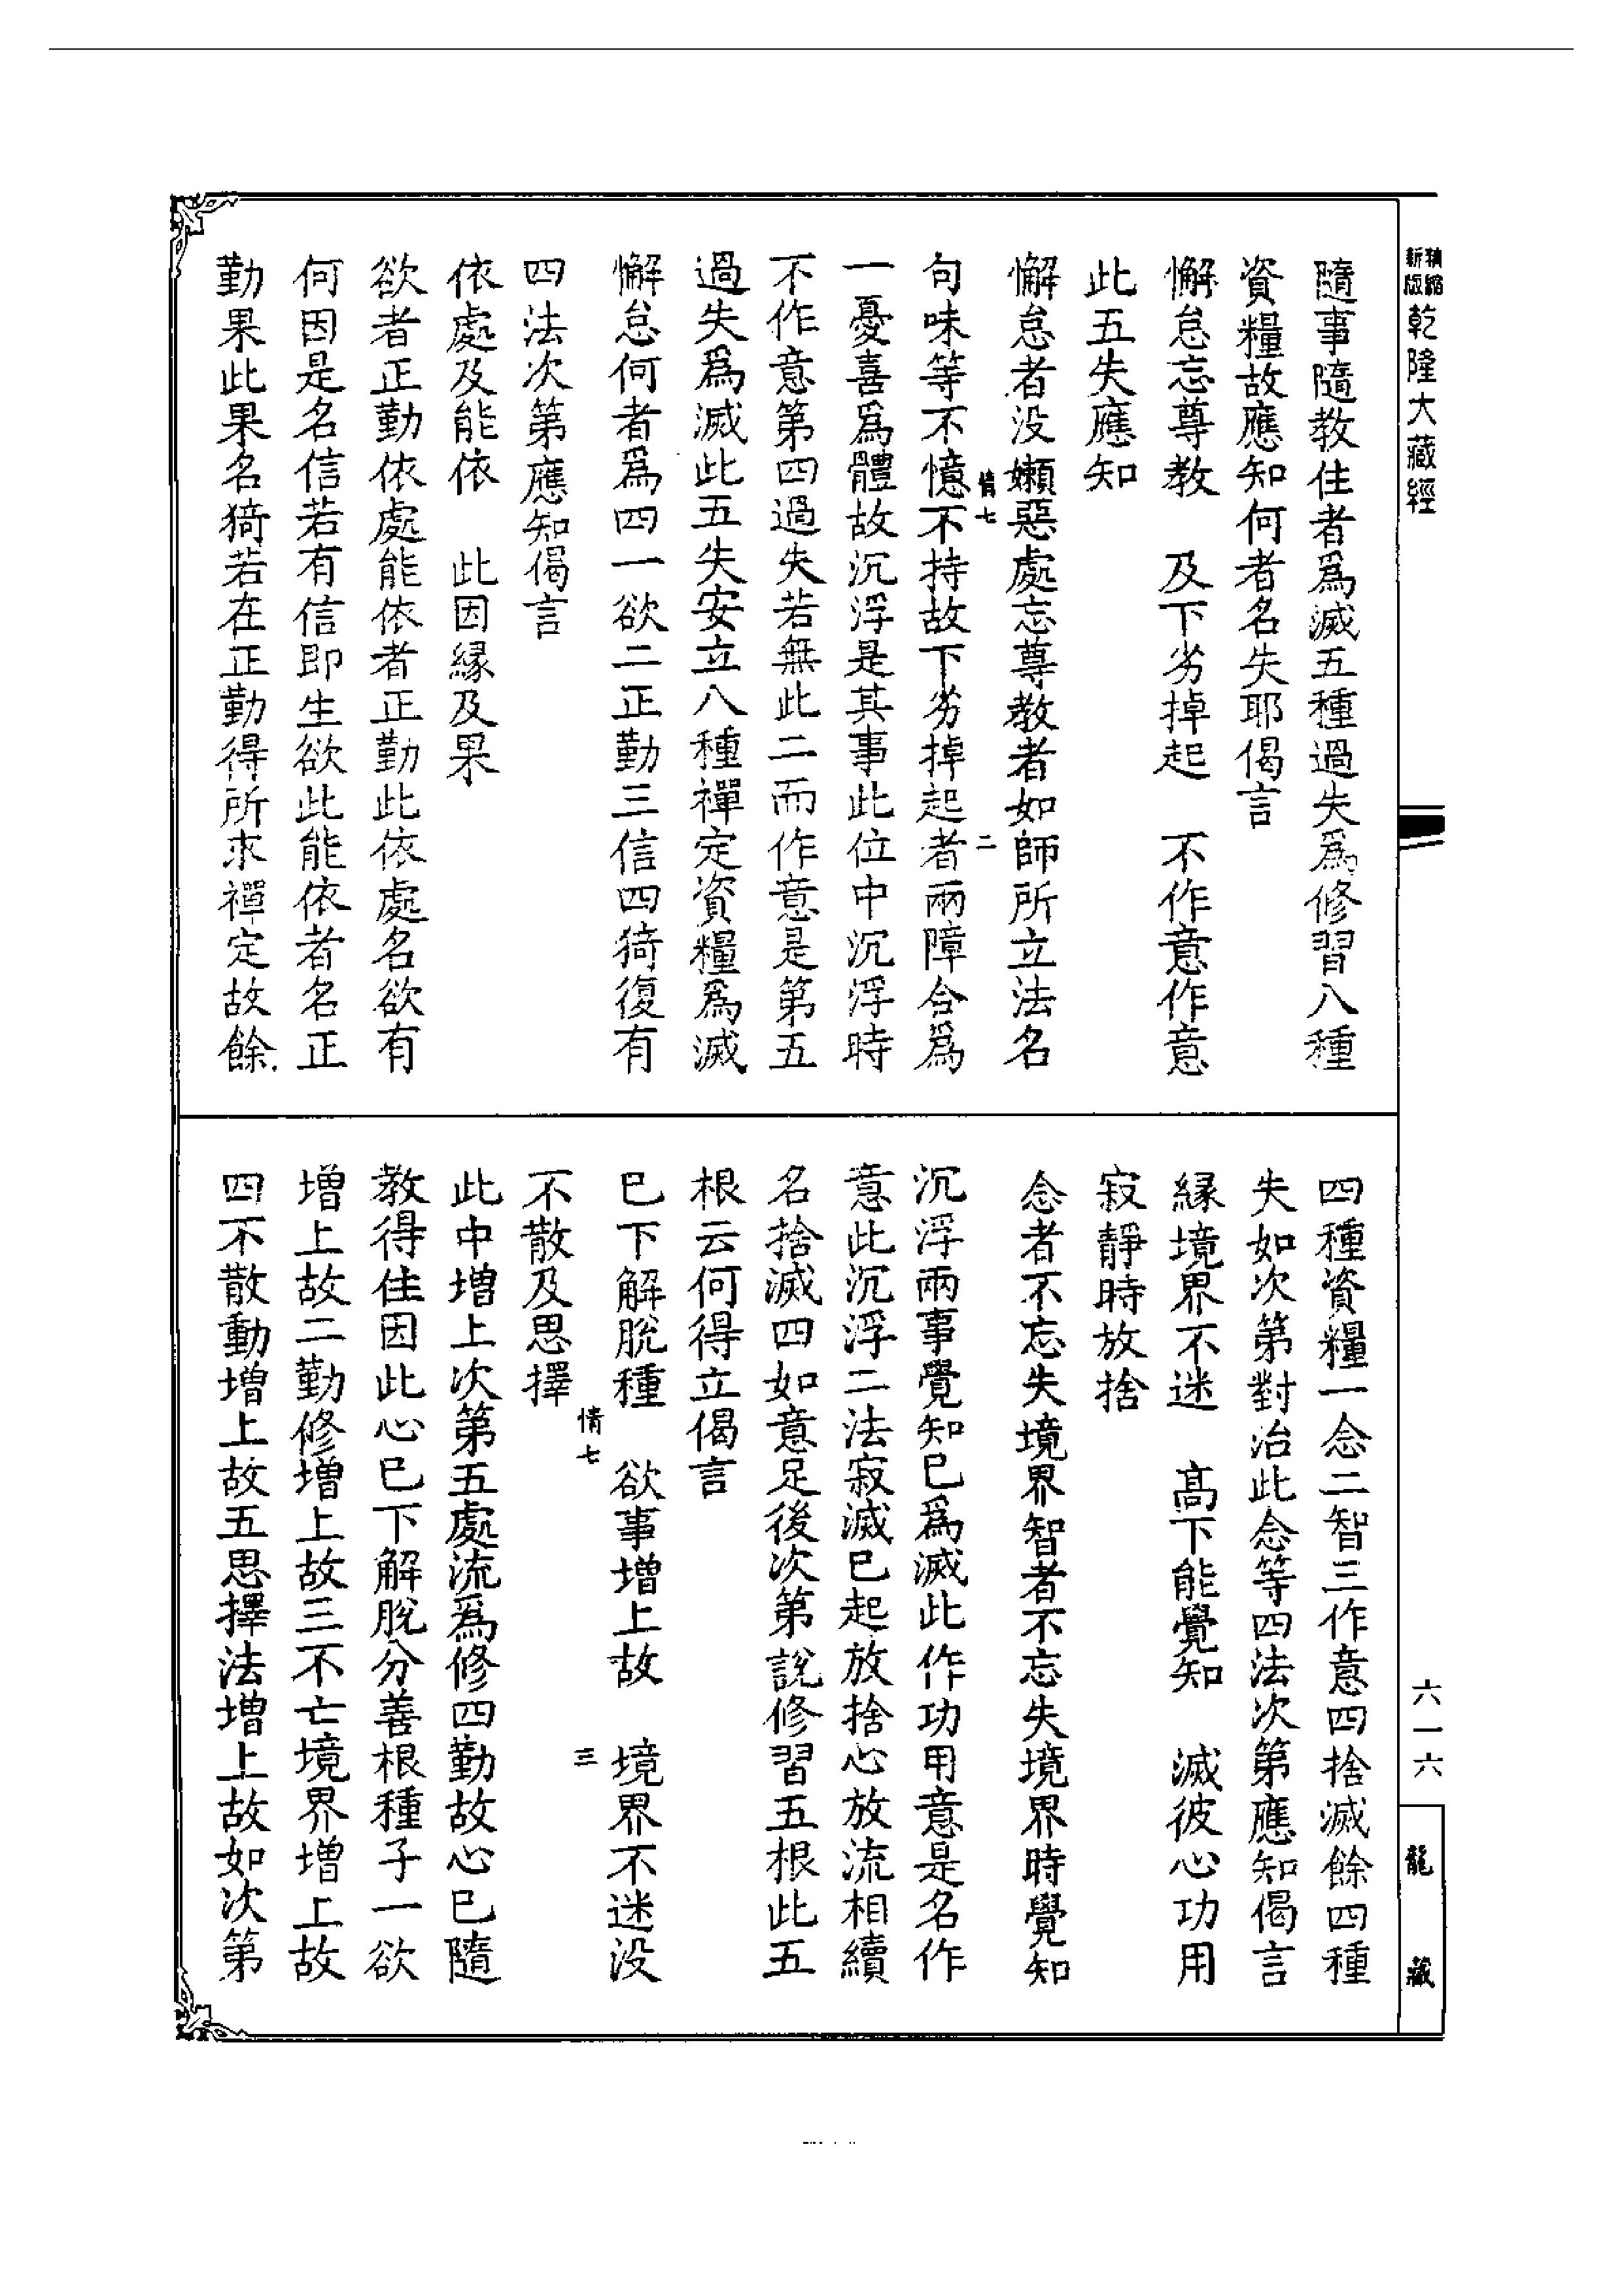 精縮新版乾隆大藏經
六一六
龍藏
隨事隨教住者爲滅五種過失爲修習八種
資糧故應知何者名失耶偈言
懈怠忘尊教　及下劣掉起　不作意作意
此五失應知
懈怠者没嬾惡處忘尊教者如師所立法名
情七　二
句味等不憶不持故下劣掉起者兩障合爲
一憂喜爲體故沉浮是其事此位中沉浮時
不作意第四過失若無此二而作意是第五
過失爲滅此五失安立八種禪定資糧爲滅
懈怠何者爲四一欲二正勤三信四猗復有
四法次第應知偈言
依處及能依　此因縁及果
欲者正勤依處能依者正勤此依處名欲有
何因是名信若有信即生欲此能依者名正
勤果此果名猗若在正勤得所求禪定故餘
四種資糧一念二智三作意四捨滅餘四種
失如次第對治此念等四法次第應知偈言
縁境界不迷　高下能覺知　滅彼心功用
寂靜時放捨
念者不忘失境界智者不忘失境界時覺知
沉浮兩事覺知已爲滅此作功用意是名作
意此沉浮二法寂滅已起放捨心放流相續
名捨滅四如意足後次第說修習五根此五
根云何得立偈言
巳下解脫種　欲事增上故　境界不迷没
情七　三
不散及思擇
此中增上次第五處流爲修四勤故心巳隨
教得住因此心巳下解脫分善根種子一欲
增上故二勤修增上故三不亡境界增上故
四不散動增上故五思擇法增上故如次第